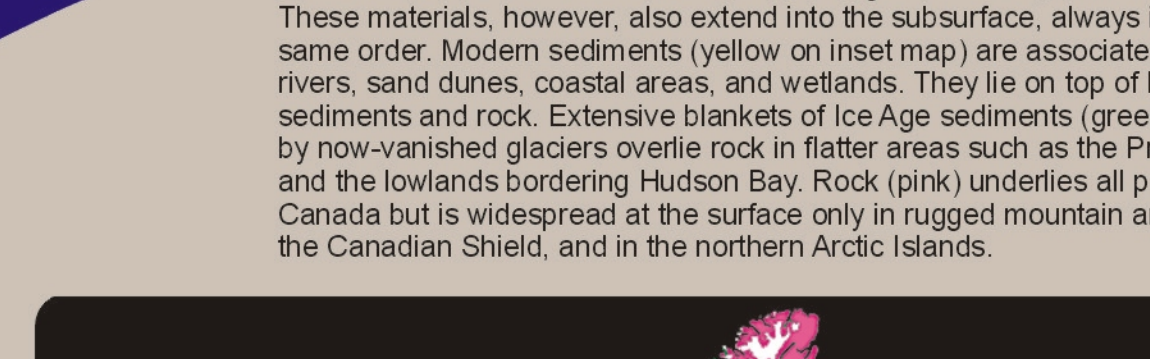 These materials, however, also extend into the subsurface, always
same order. Modern sediments (yellow on inset map) are associate
rivers, sand dunes, coastal areas, and wetlands. They lie on top of
sediments and rock. Extensive blankets of Ice Age sediments (gree
by now-vanished glaciers overlie rock in flatter areas such as the Pr
and the lowlands bordering Hudson Bay. Rock (pink) underlies all p
Canada but is widespread at the surface only in rugged mountain a
the Canadian Shield, and in the northern Arctic Islands.